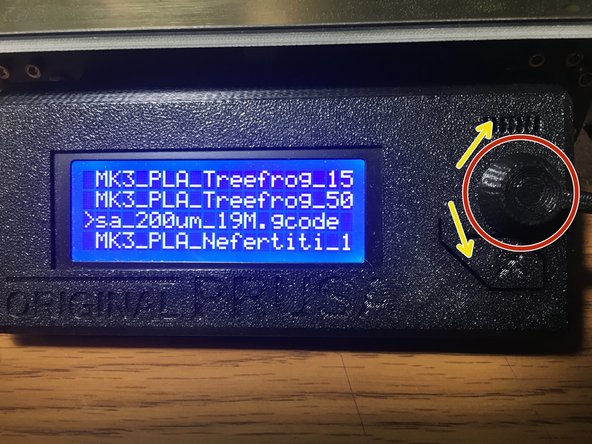 MK3_PLA_Treefrog_15
MK3_PLA_Treefrog_50
>sa_200um_19M.gcode
MK3_PLA_Nefertiti_1
ORIGINAL PRUSA